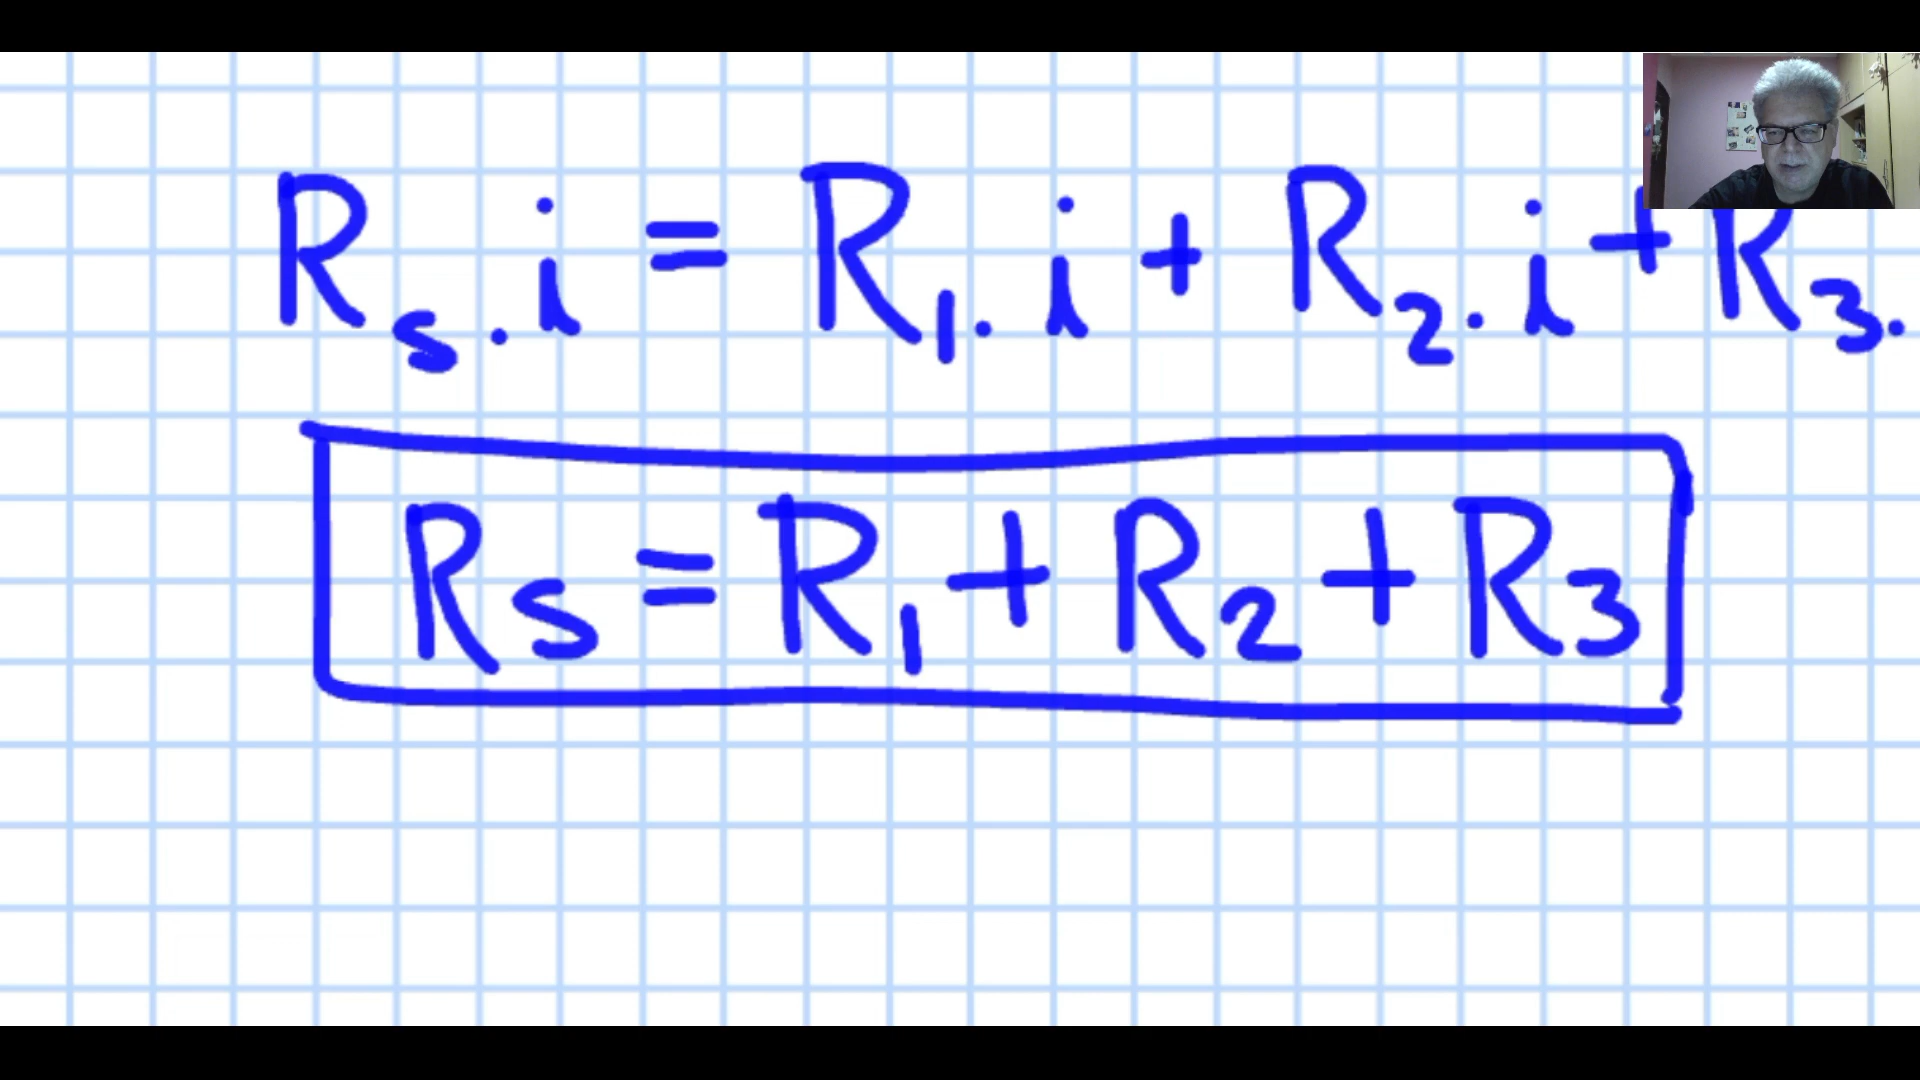 Rs.i = R1.i + R2.i + R3.
Rs = R1 + R2 + R3